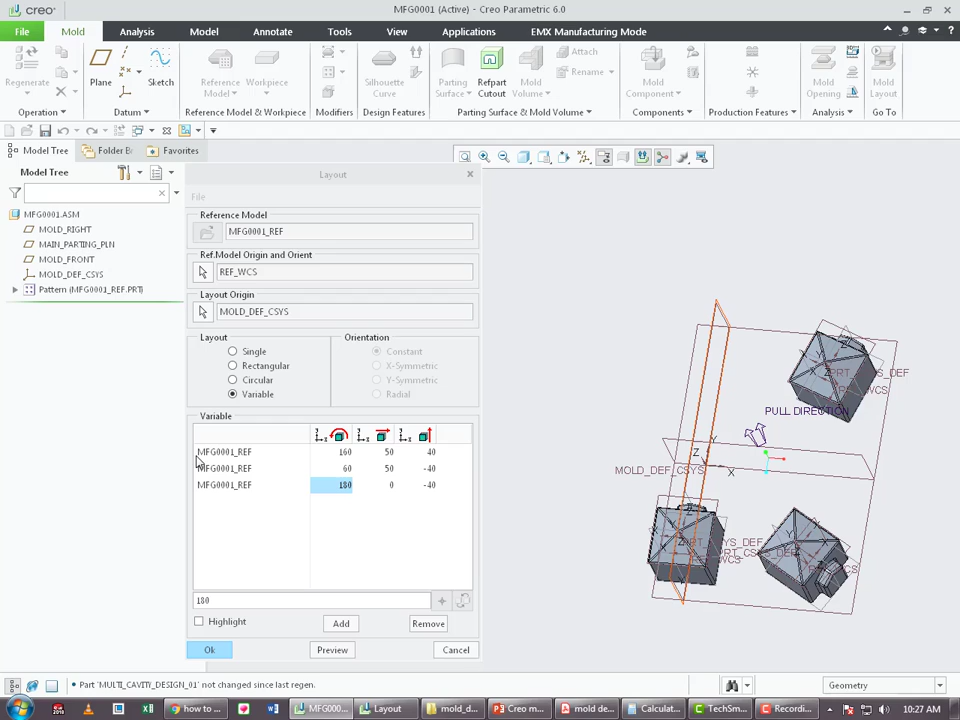 creo
MFG0001 (Active) - Creo Parametric 6.0
File Mold Analysis Model Annotate Tools View Applications EMX Manufacturing Mode
Regenerate Plane Sketch Reference Model Workpiece Silhouette Curve Parting Surface Refpart Cutout Mold Volume Attach Rename Mold Component Mold Opening Mold Layout
Operation Datum Reference Model & Workpiece Modifiers Design Features Parting Surface & Mold Volume Components Production Features Analysis Go To
Model Tree Folder B Favorites
Model Tree
MFG0001.ASM
MOLD_RIGHT
MAIN_PARTING_PLN
MOLD_FRONT
MOLD_DEF_CSYS
Pattern (MFG0001_REF.PRT)
Layout
File
Reference Model
MFG0001_REF
Ref.Model Origin and Orient
REF_WCS
Layout Origin
MOLD_DEF_CSYS
Layout Orientation
Single Constant
Rectangular X-Symmetric
Circular Y-Symmetric
Variable Radial
Variable
MFG0001_REF 160 50 40
MFG0001_REF 60 50 -40
MFG0001_REF 180 0 -40
180
Highlight Add Remove
Ok Preview Cancel
PULL DIRECTION
MOLD_DEF_CSYS
X
Y
Z
• Part 'MULTI_CAVITY_DESIGN_01' not changed since last regen.
Geometry
how to ... MFG000... Layout mold_d... Creo m... mold de... Calculat... TechSm... Recordi...
10:27 AM